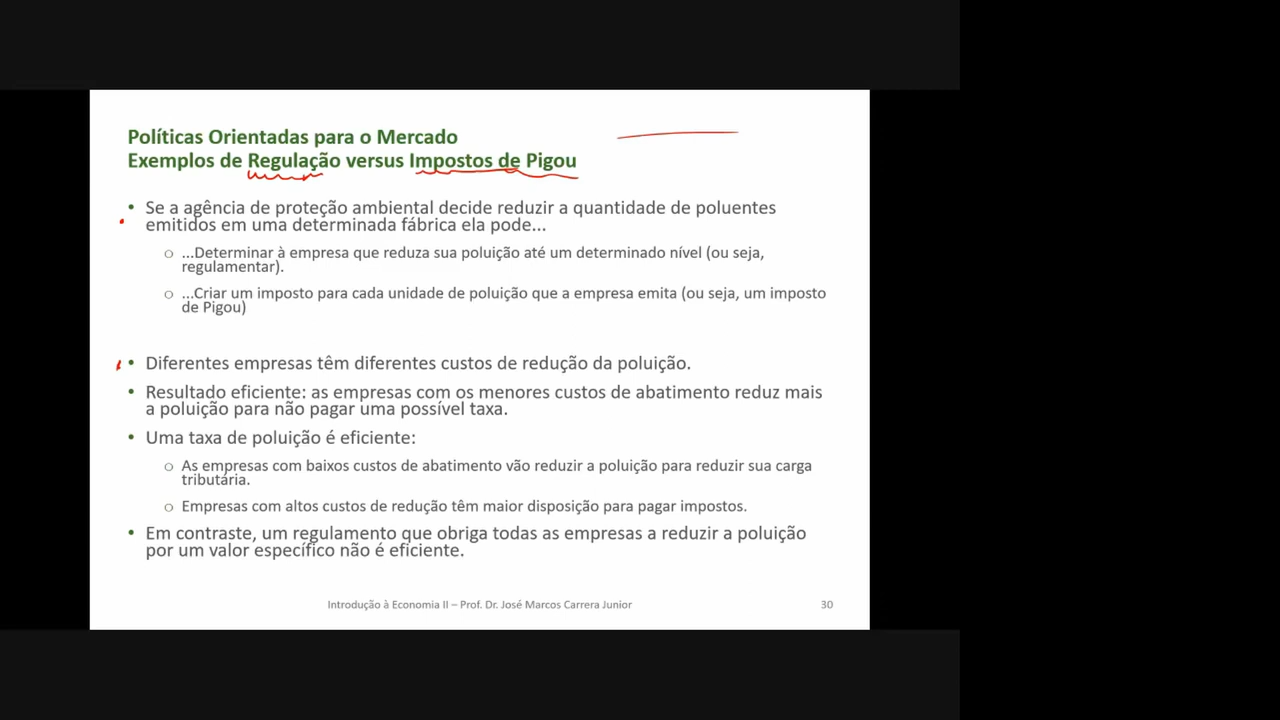 Políticas Orientadas para o Mercado
Exemplos de Regulação versus Impostos de Pigou
• Se a agência de proteção ambiental decide reduzir a quantidade de poluentes
emitidos em uma determinada fábrica ela pode...
o ...Determinar à empresa que reduza sua poluição até um determinado nível (ou seja,
regulamentar).
o ...Criar um imposto para cada unidade de poluição que a empresa emita (ou seja, um imposto
de Pigou)
• Diferentes empresas têm diferentes custos de redução da poluição.
• Resultado eficiente: as empresas com os menores custos de abatimento reduz mais
a poluição para não pagar uma possível taxa.
• Uma taxa de poluição é eficiente:
o As empresas com baixos custos de abatimento vão reduzir a poluição para reduzir sua carga
tributária.
o Empresas com altos custos de redução têm maior disposição para pagar impostos.
• Em contraste, um regulamento que obriga todas as empresas a reduzir a poluição
por um valor específico não é eficiente.
Introdução à Economia II – Prof. Dr. José Marcos Carrera Junior
30